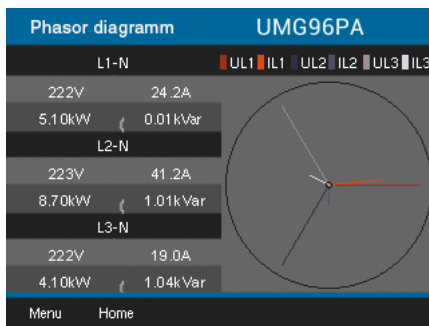 Phasor diagramm UMG96PA
L1-N UL1 IL1 UL2 IL2 UL3 IL3
222V 24.2A
5.10kW 0.01kVar
L2-N
223V 41.2A
8.70kW 1.01kVar
L3-N
222V 19.0A
4.10kW 1.04kVar
Menu Home